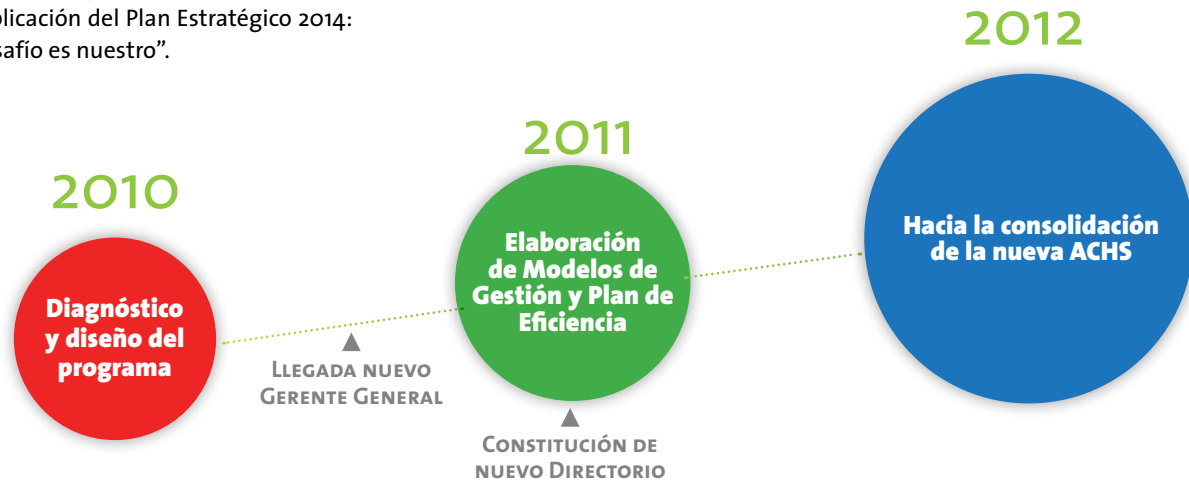 plicación del Plan Estratégico 2014:
safío es nuestro”.
2010
Diagnóstico
y diseño del
programa
Llegada nuevo
Gerente General
2011
Elaboración
de Modelos de
Gestión y Plan de
Eficiencia
Constitución de
nuevo Directorio
2012
Hacia la consolidación
de la nueva ACHS